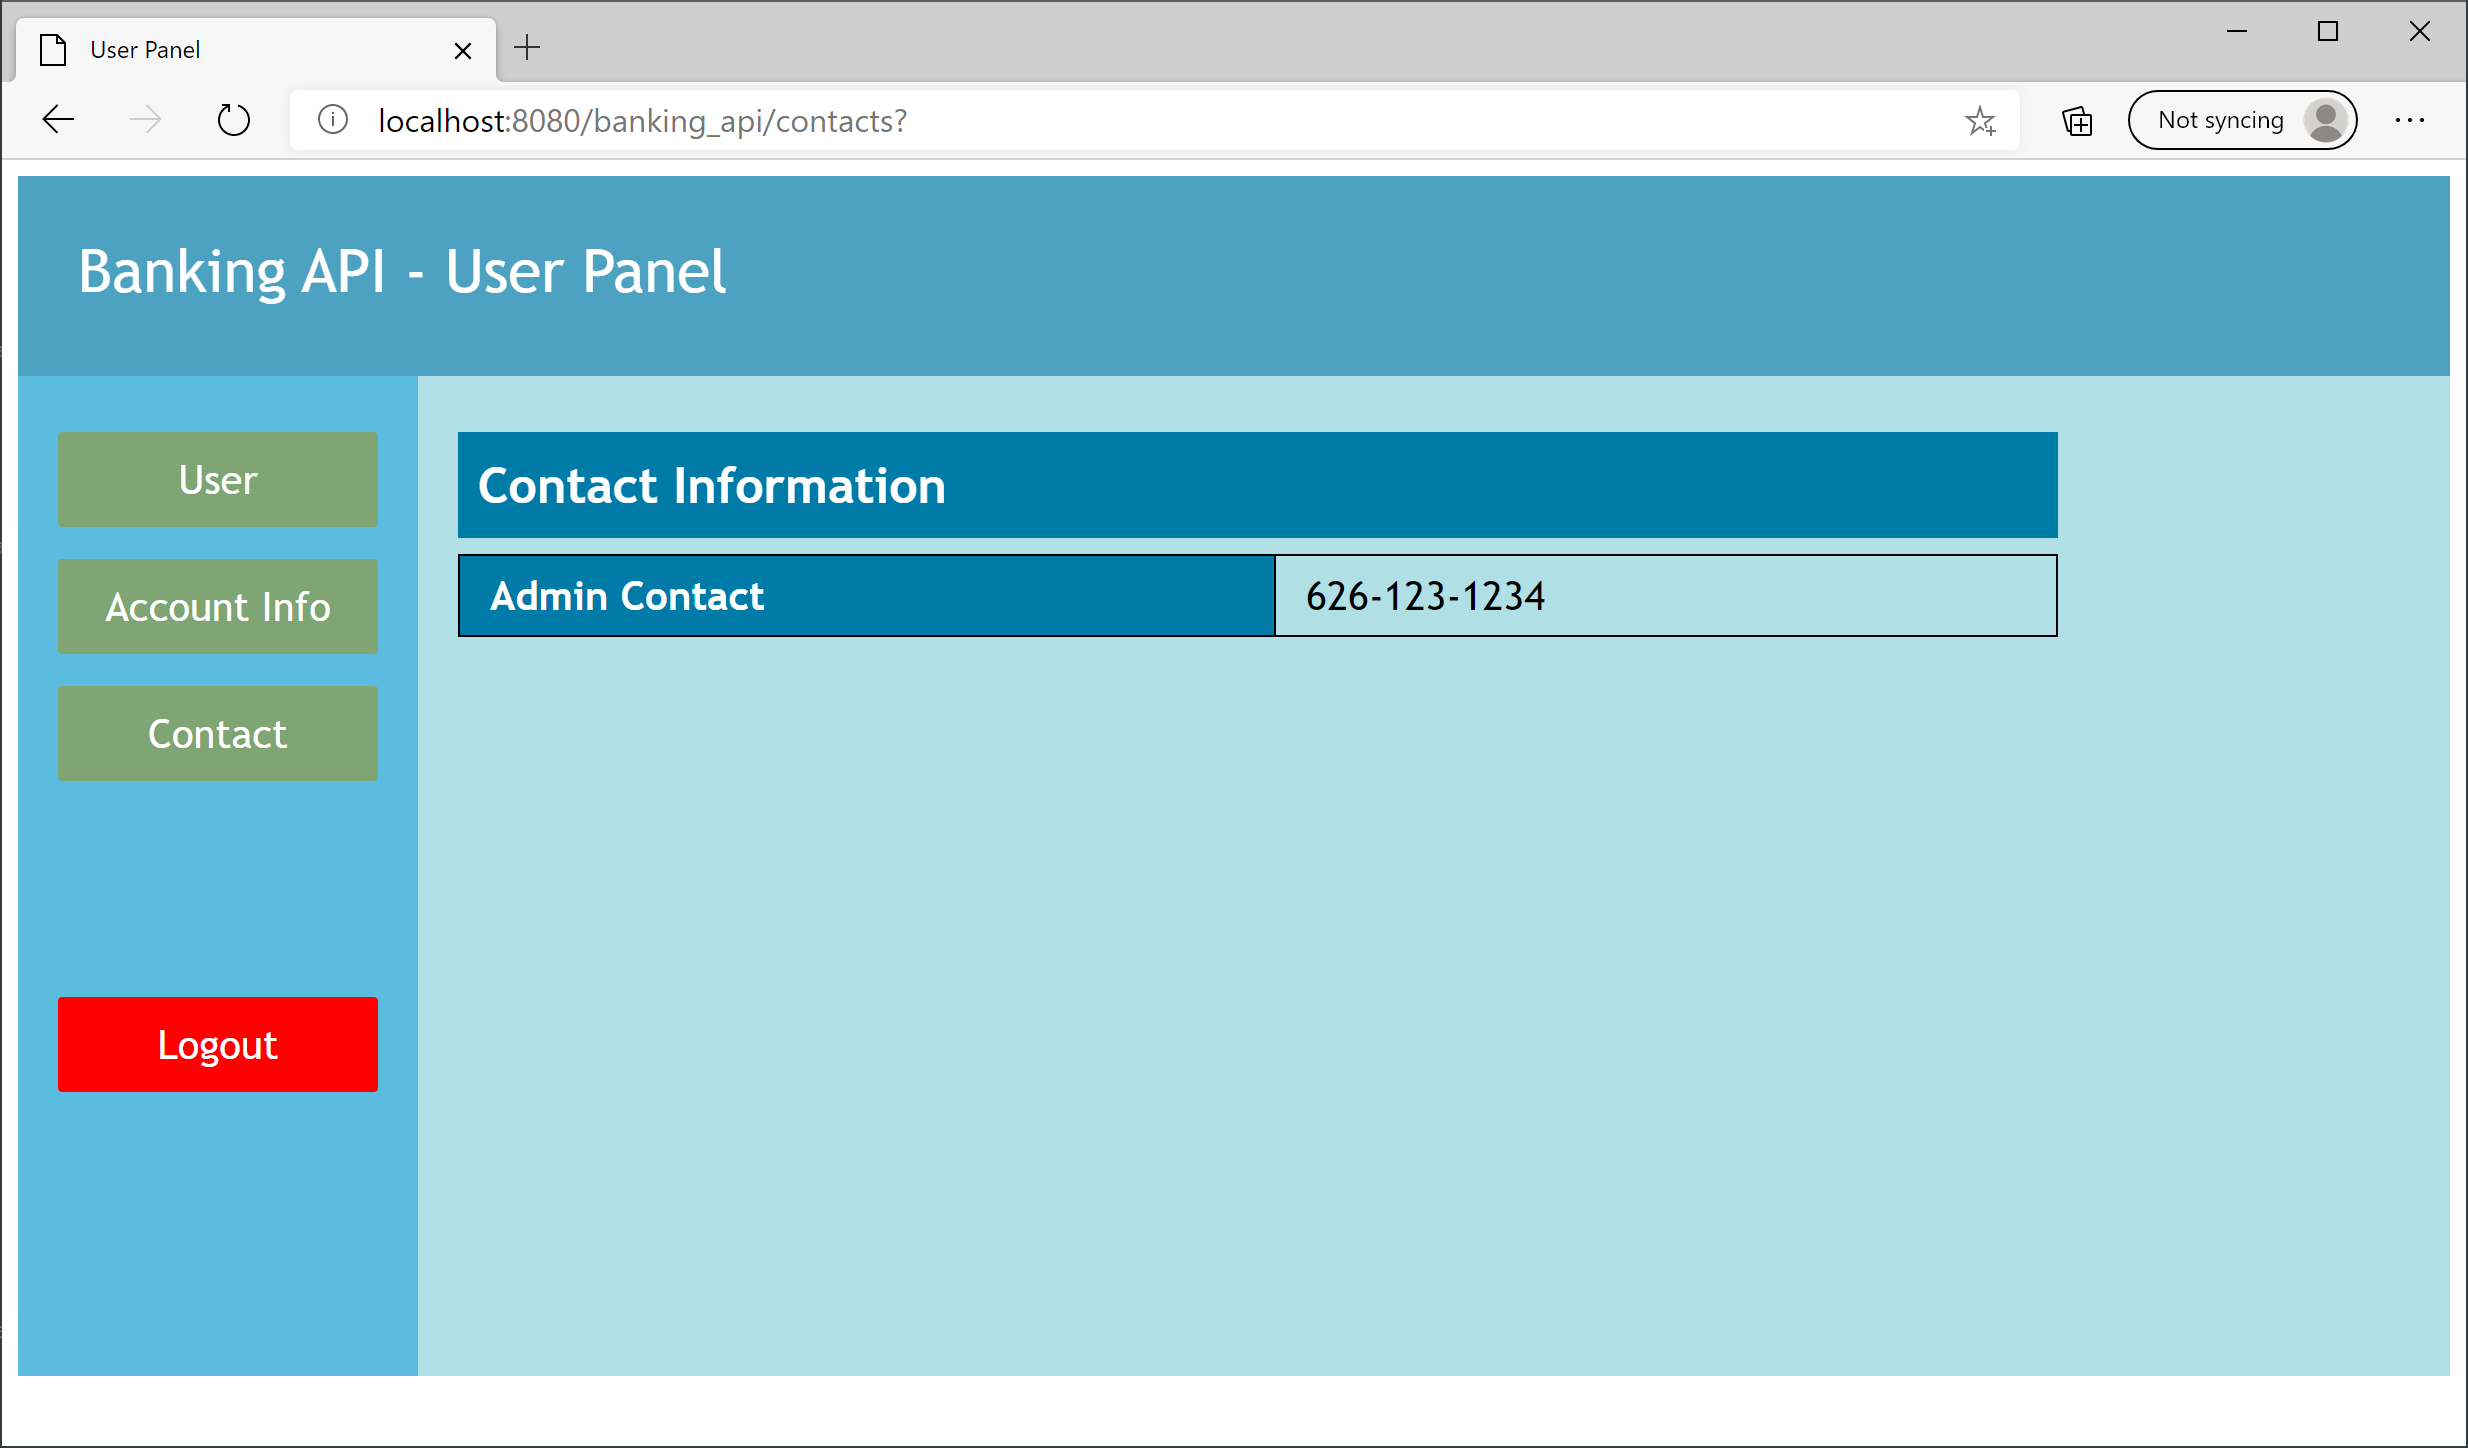 User Panel
localhost:8080/banking_api/contacts?
Not syncing
Banking API - User Panel
User
Account Info
Contact
Logout
Contact Information
Admin Contact 626-123-1234